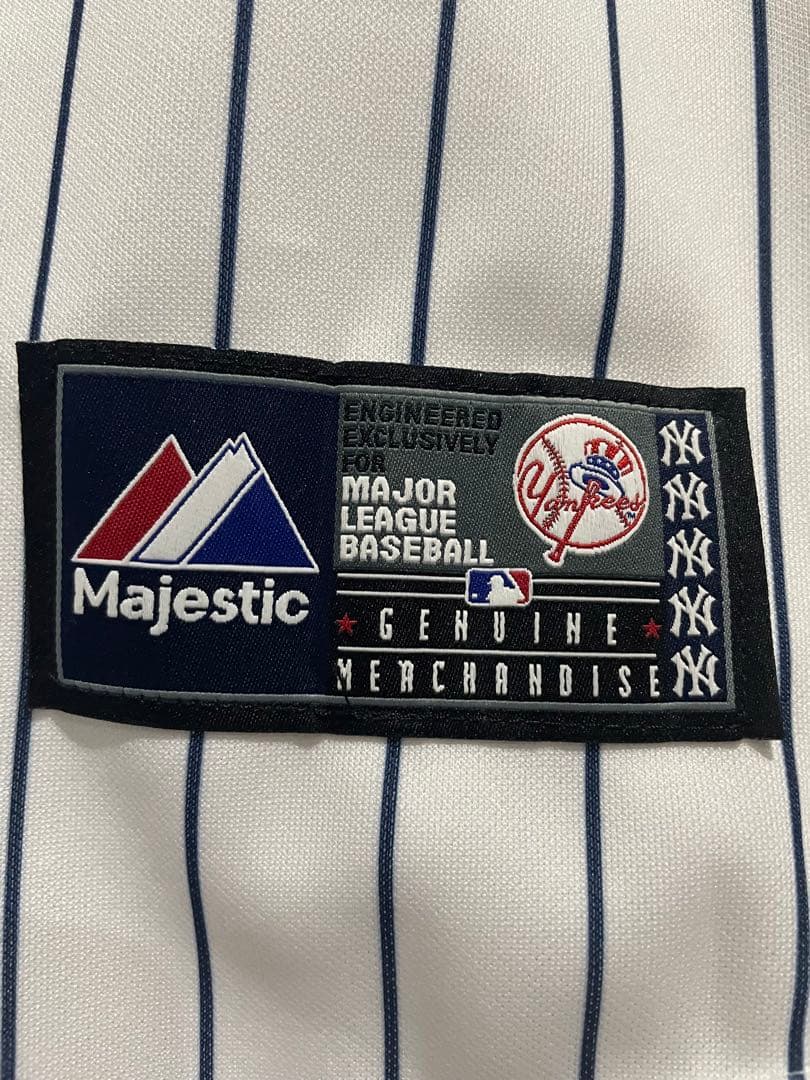 Majestic
ENGINEERED
EXCLUSIVELY
FOR
MAJOR
LEAGUE
BASEBALL
Yankees
GENUINE
MERCHANDISE
NY
NY
NY
NY
NY